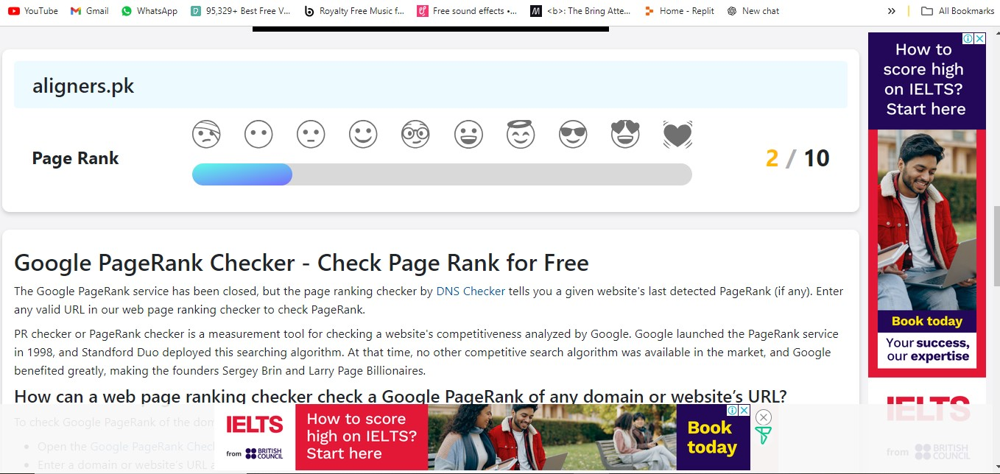 YouTube
Gmail
WhatsApp
95,329+ Best Free V...
Royalty Free Music f...
Free sound effects •...
<b>: The Bring Atte...
Home - Replit
New chat
»
All Bookmarks
aligners.pk
Page Rank
2 / 10
Google PageRank Checker - Check Page Rank for Free
The Google PageRank service has been closed, but the page ranking checker by DNS Checker tells you a given website's last detected PageRank (if any). Enter
any valid URL in our web page ranking checker to check PageRank.
PR checker or PageRank checker is a measurement tool for checking a website's competitiveness analyzed by Google. Google launched the PageRank service
in 1998, and Standford Duo deployed this searching algorithm. At that time, no other competitive search algorithm was available in the market, and Google
benefited greatly, making the founders Sergey Brin and Larry Page Billionaires.
How can a web page ranking checker check a Google PageRank of any domain or website’s URL?
To check Google PageRank of the dom
• Open the Google PageRank Check
• Enter a domain or website's URL a
How to
score high
on IELTS?
Start here
Book today
Your success,
our expertise
IELTS
from BRITISH
COUNCIL
IELTS
from BRITISH
COUNCIL
How to score
high on IELTS?
Start here
Book
today